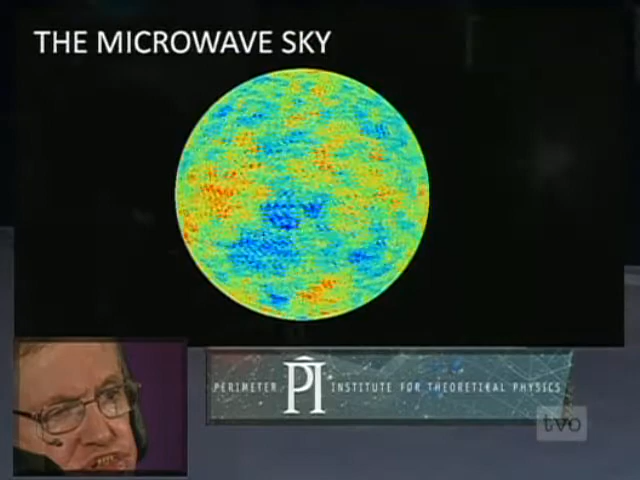 THE MICROWAVE SKY
PERIMETER PI INSTITUTE FOR THEORETICAL PHYSICS
tvo